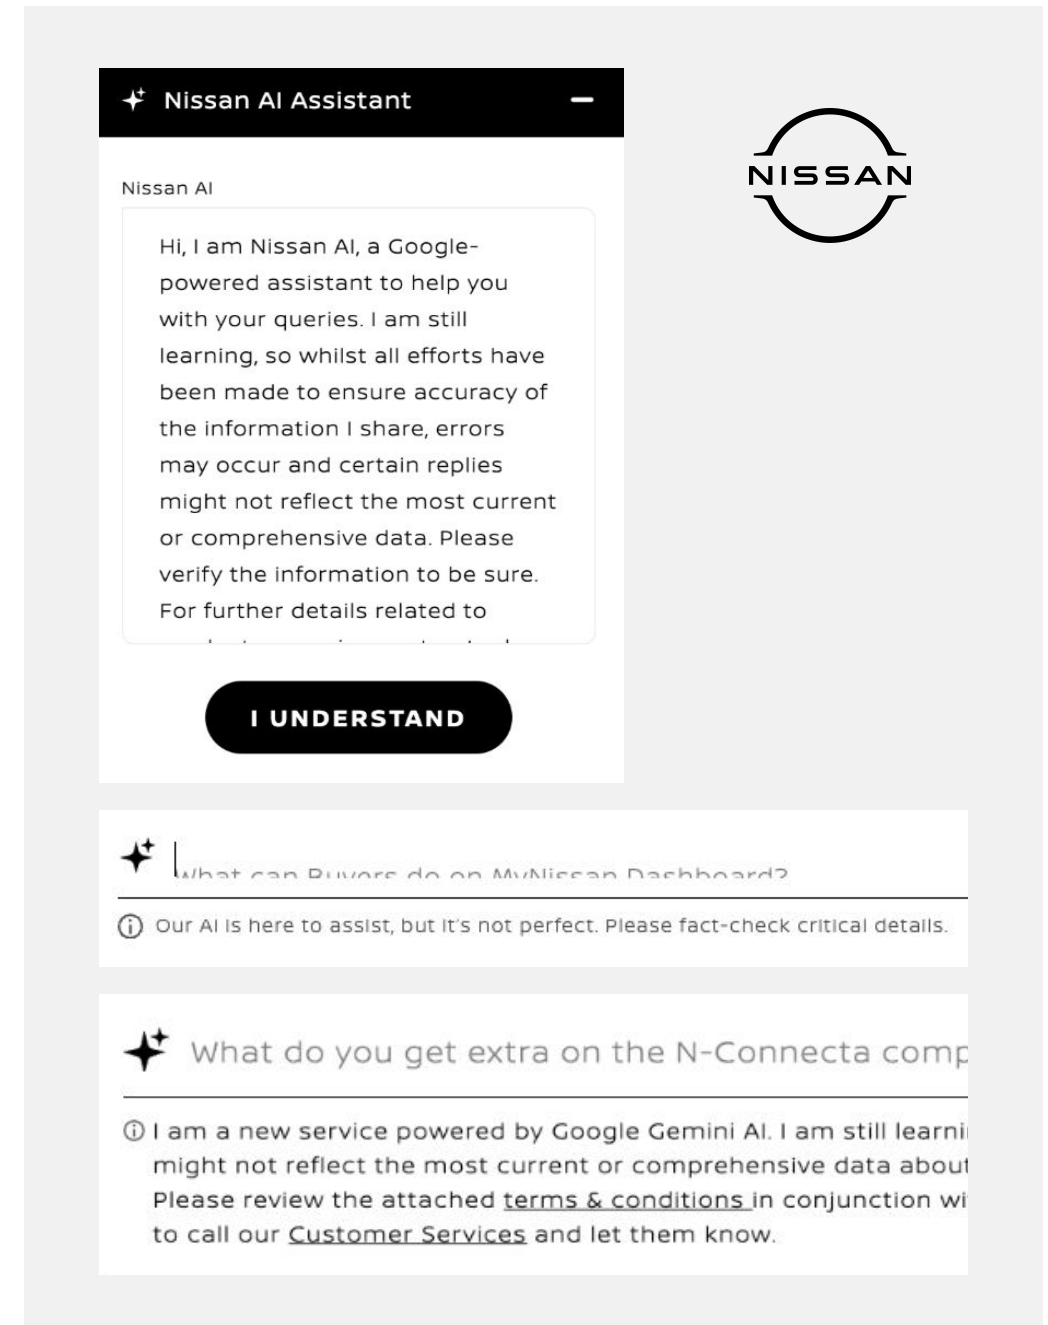 Nissan AI Assistant
NISSAN
Nissan AI
Hi, I am Nissan AI, a Google-
powered assistant to help you
with your queries. I am still
learning, so whilst all efforts have
been made to ensure accuracy of
the information I share, errors
may occur and certain replies
might not reflect the most current
or comprehensive data. Please
verify the information to be sure.
For further details related to
I UNDERSTAND
What can Buyers do on MyNissan Dashboard?
Our AI is here to assist, but it's not perfect. Please fact-check critical details.
What do you get extra on the N-Connecta comp
I am a new service powered by Google Gemini AI. I am still learni
might not reflect the most current or comprehensive data about
Please review the attached terms & conditions in conjunction wi
to call our Customer Services and let them know.